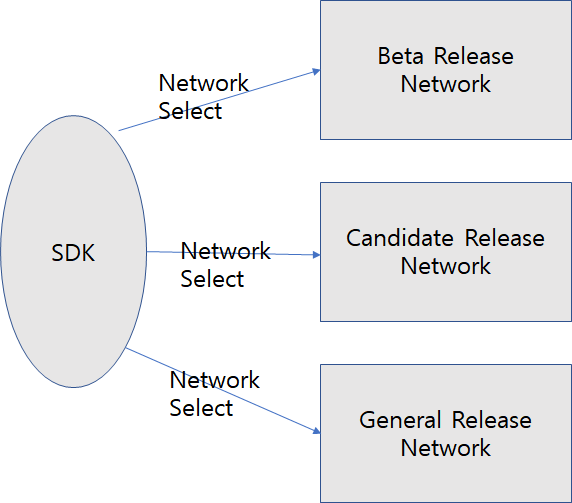 Beta Release
Network
Network
Select
SDK
Candidate Release
Network
Network
Select
Network
Select
General Release
Network